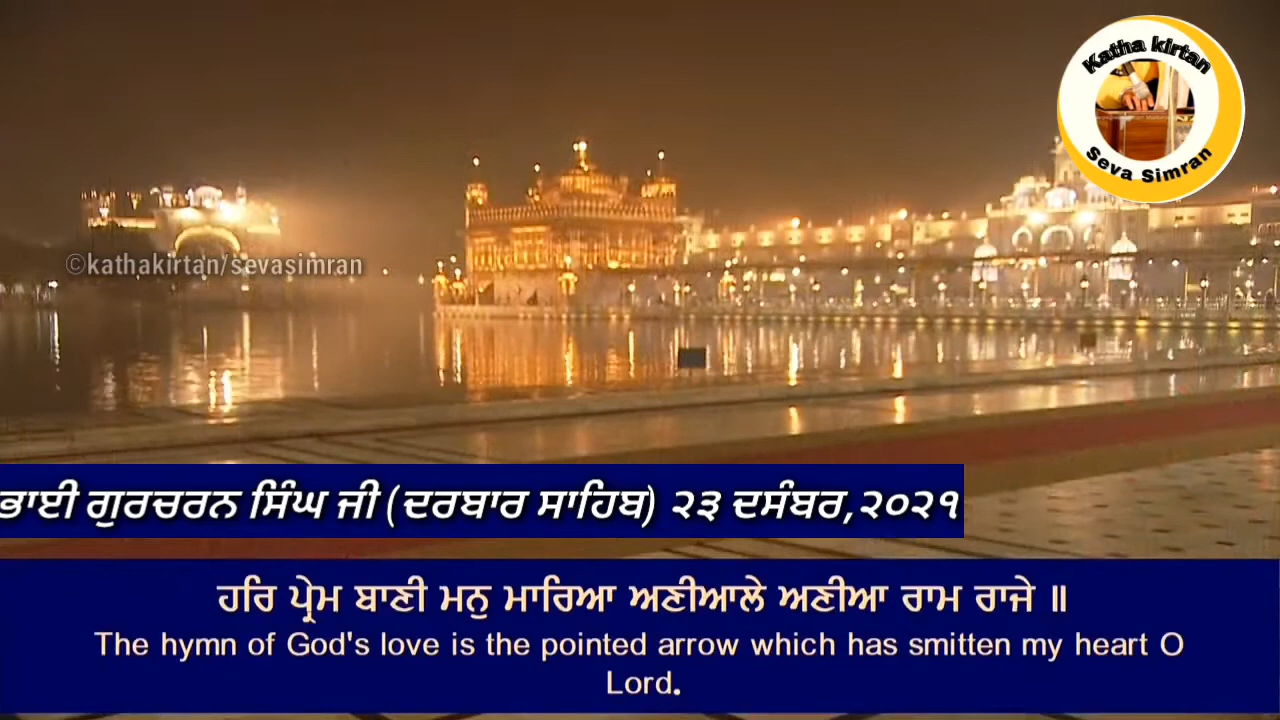 Katha kirtan
Seva Simran
©kathakirtan/sevasimran
ਭਾਈ ਗੁਰਚਰਨ ਸਿੰਘ ਜੀ (ਦਰਬਾਰ ਸਾਹਿਬ) ੨੩ ਦਸੰਬਰ,੨੦੨੧
ਹਰਿ ਪ੍ਰੇਮ ਬਾਣੀ ਮਨੁ ਮਾਰਿਆ ਅਣੀਆਲੇ ਅਣੀਆ ਰਾਮ ਰਾਜੇ ॥
The hymn of God's love is the pointed arrow which has smitten my heart O
Lord.